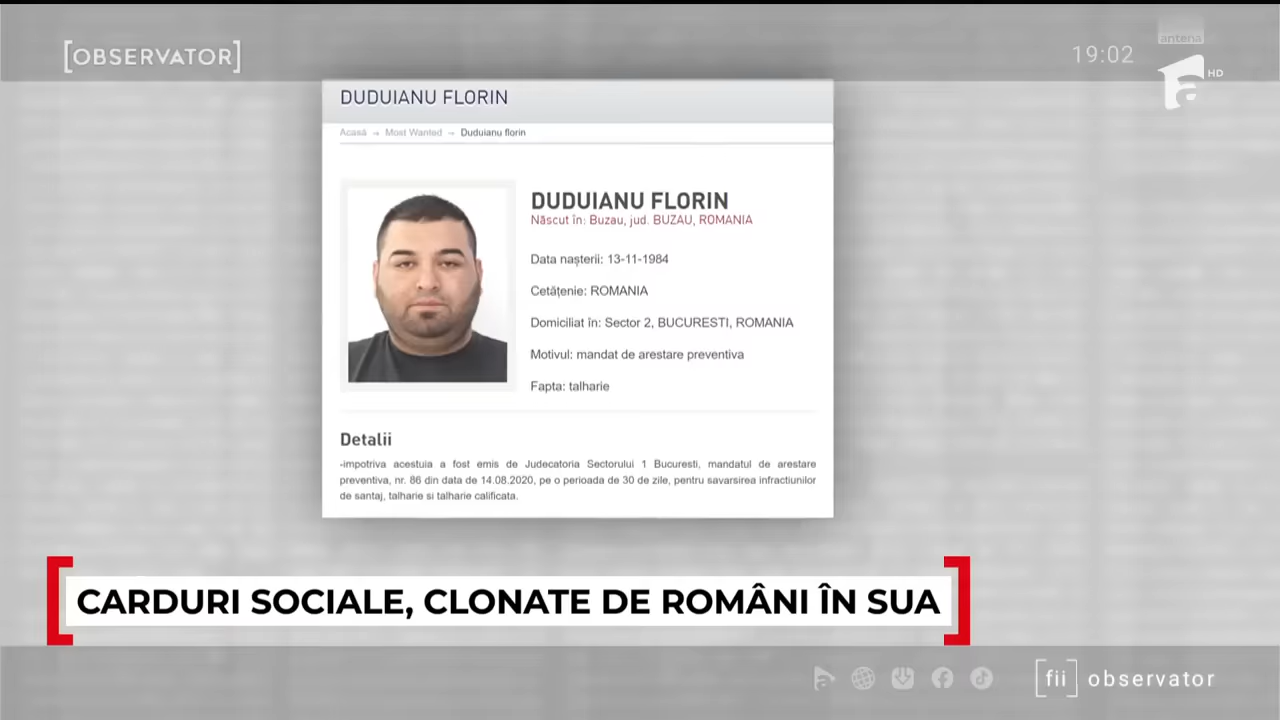 [OBSERVATOR]
19:02
antena
HD
DUDUIANU FLORIN
Acasă → Most Wanted → Duduianu florin
DUDUIANU FLORIN
Născut în: Buzau, jud. BUZAU, ROMANIA
Data nașterii: 13-11-1984
Cetățenie: ROMANIA
Domiciliat în: Sector 2, BUCURESTI, ROMANIA
Motivul: mandat de arestare preventiva
Fapta: talharie
Detalii
-impotriva acestuia a fost emis de Judecatoria Sectorului 1 Bucuresti, mandatul de arestare
preventiva, nr. 86 din data de 14.08.2020, pe o perioada de 30 de zile, pentru savarsirea infractiunilor
de santaj, talharie si talharie calificata.
CARDURI SOCIALE, CLONATE DE ROMÂNI ÎN SUA
[fii] observator